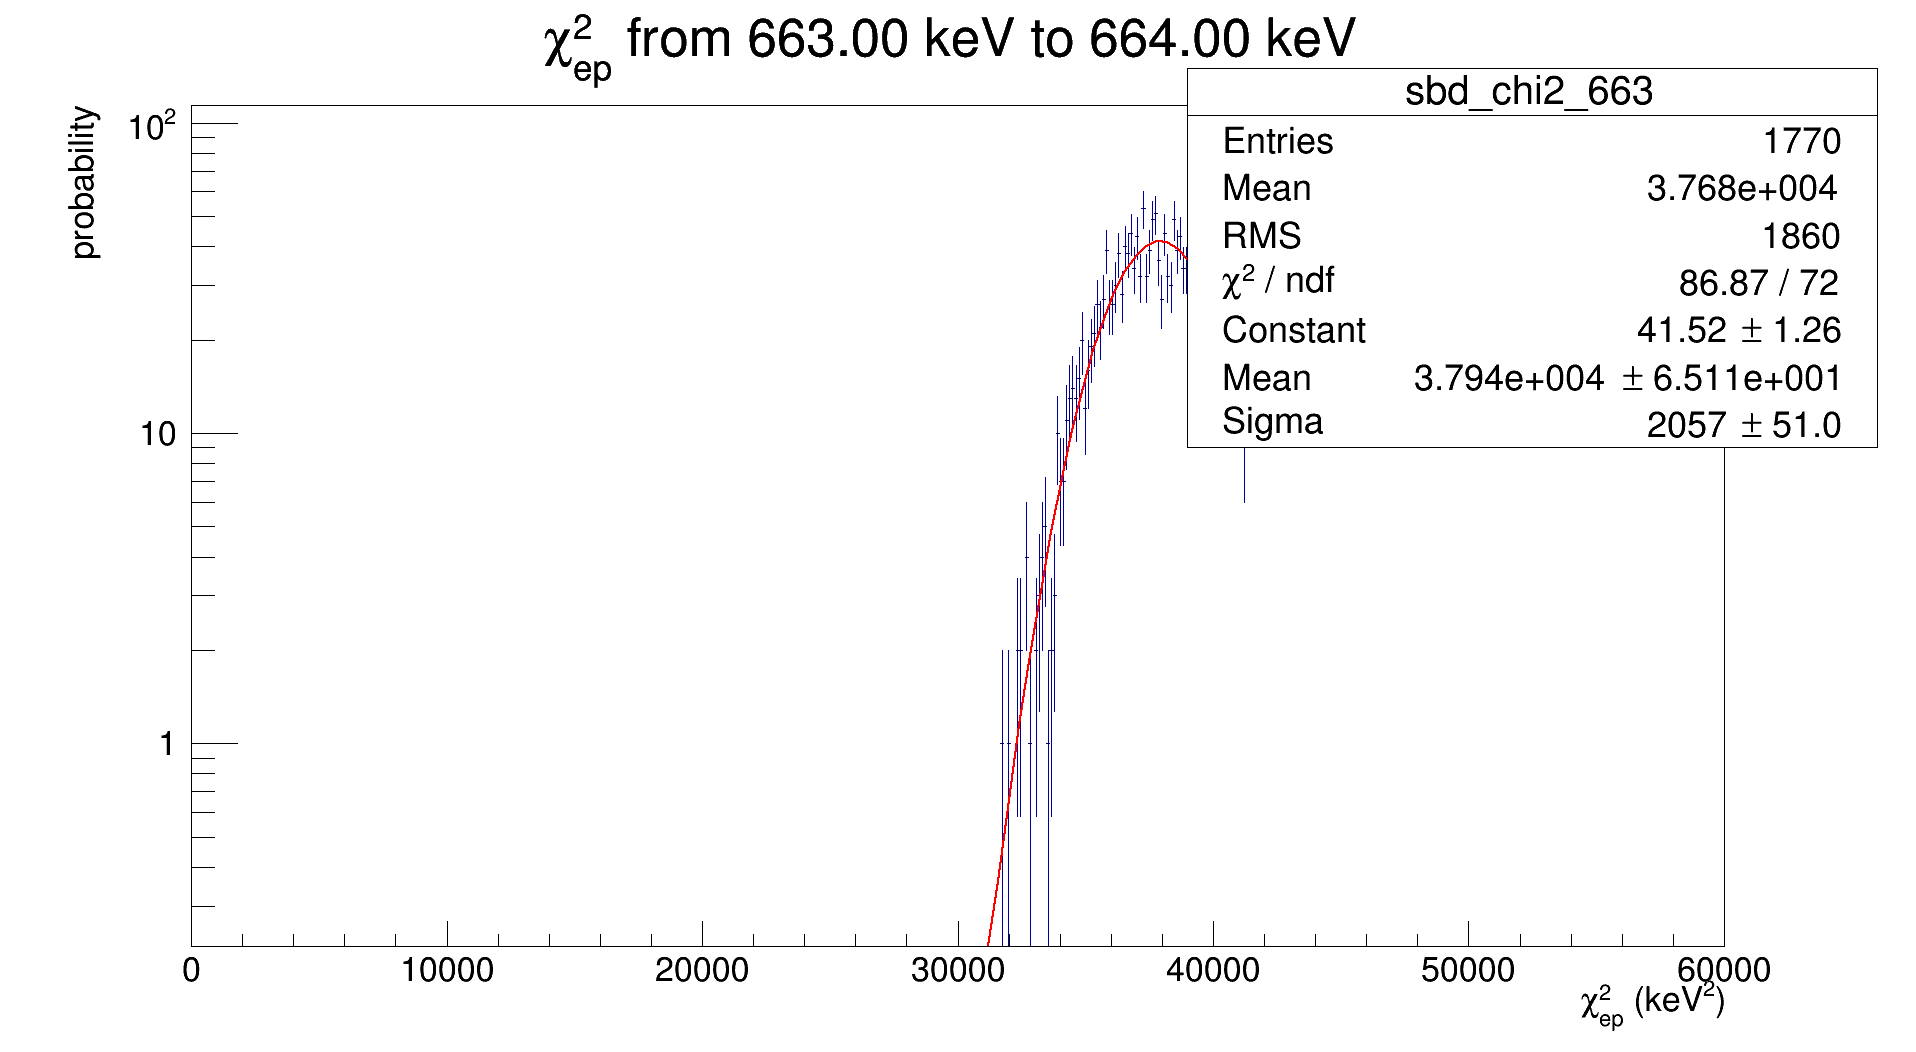 χ²ep from 663.00 keV to 664.00 keV
probability
sbd_chi2_663
Entries 1770
Mean 3.768e+004
RMS 1860
χ² / ndf 86.87 / 72
Constant 41.52 ± 1.26
Mean 3.794e+004 ± 6.511e+001
Sigma 2057 ± 51.0
10²
10
1
0 10000 20000 30000 40000 50000 60000
χ²ep (keV²)